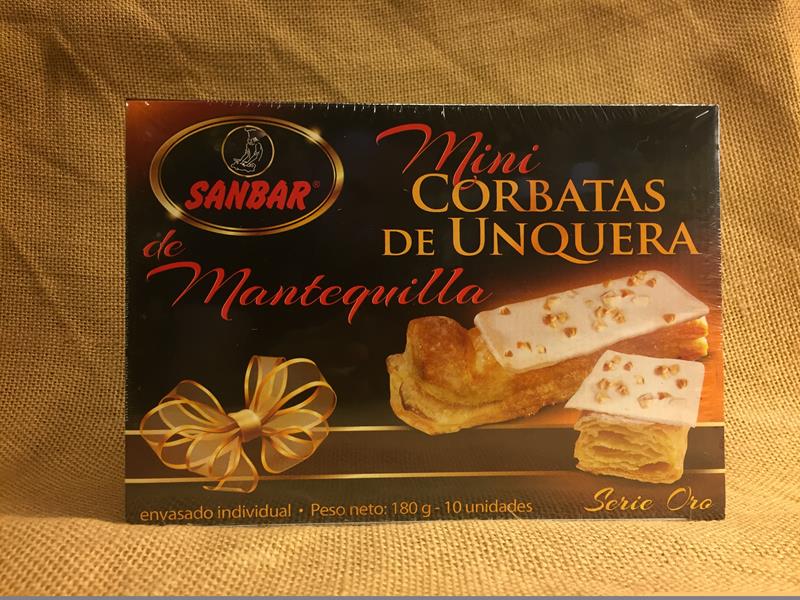 SANBAR®
Mini
CORBATAS
DE UNQUERA
de
Mantequilla
envasado individual • Peso neto: 180 g - 10 unidades
Serie Oro